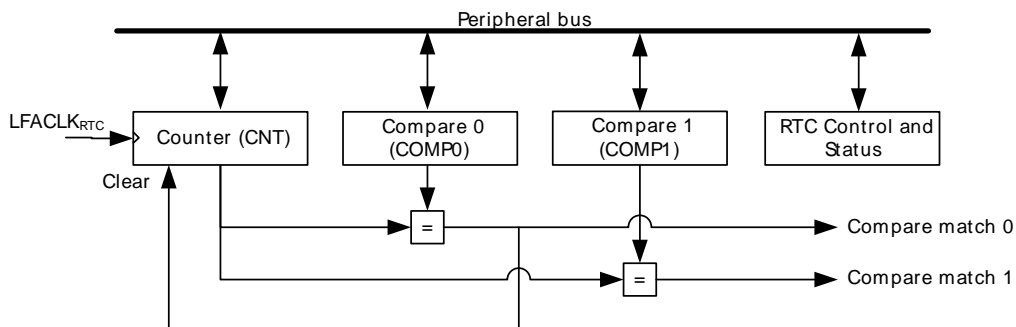 Peripheral bus
LFACLKRTC
Counter (CNT)
Compare 0
(COMP0)
Compare 1
(COMP1)
RTC Control and
Status
Clear
=
Compare match 0
=
Compare match 1